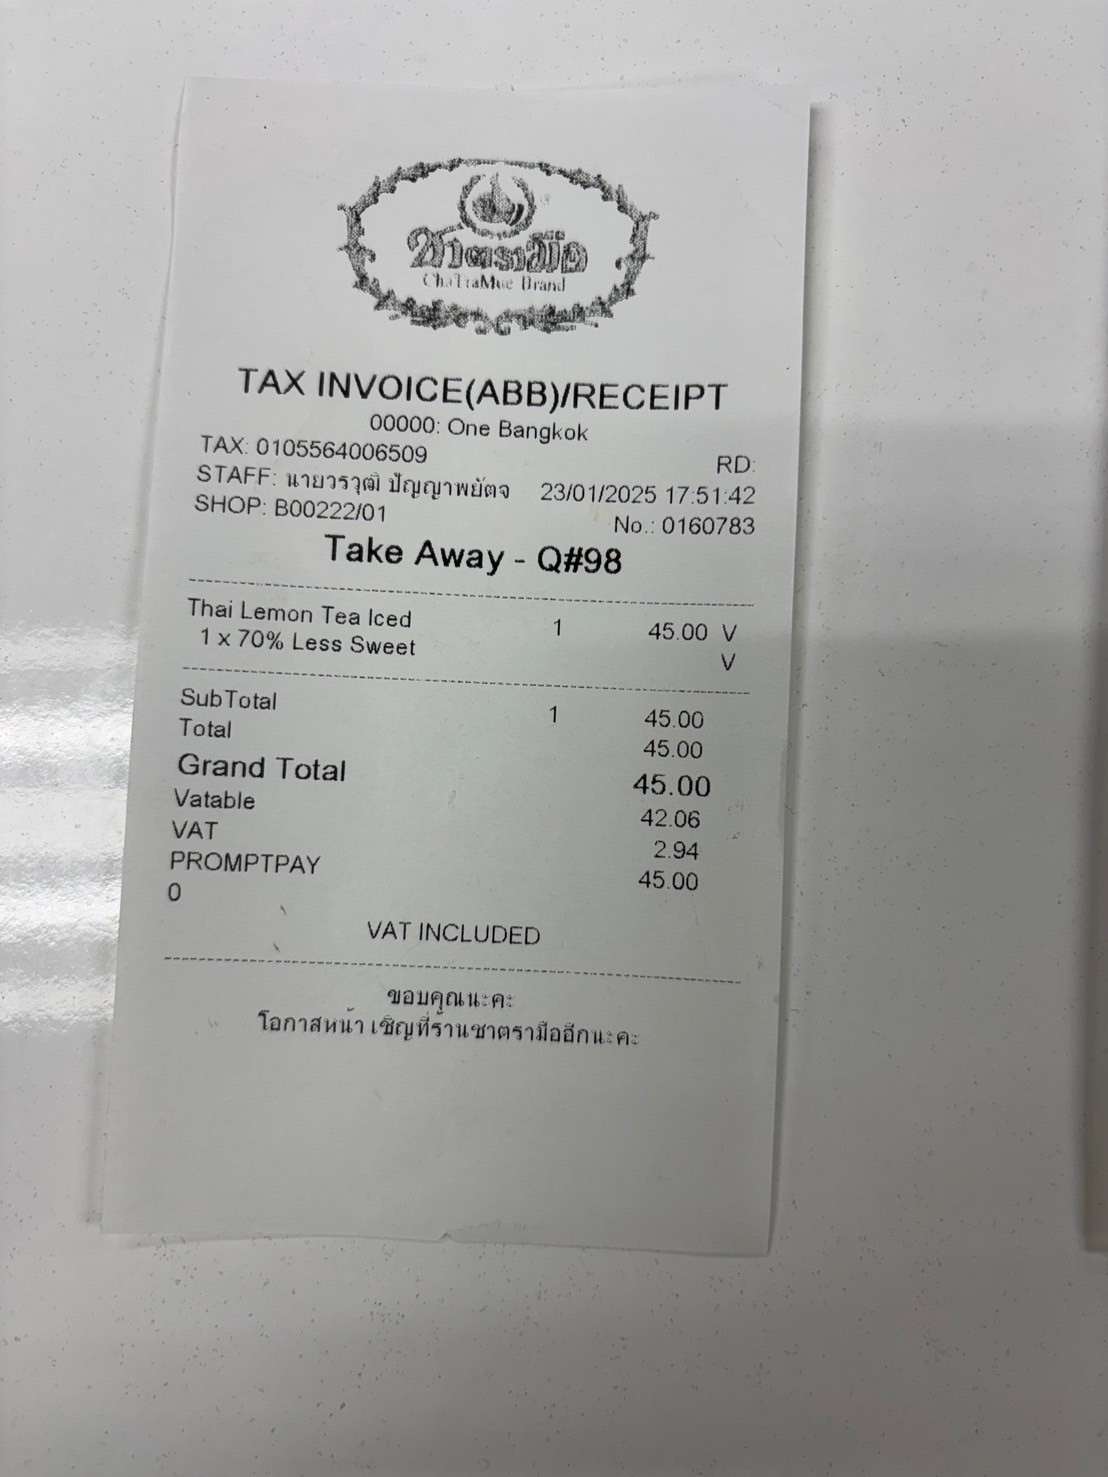 ชาตรามือ
ChaTraMue Brand
TAX INVOICE(ABB)/RECEIPT
00000: One Bangkok
TAX: 0105564006509 RD:
STAFF: นายวรวุฒิ ปัญญาพยัตจ 23/01/2025 17:51:42
SHOP: B00222/01 No.: 0160783
Take Away - Q#98
Thai Lemon Tea Iced 1 45.00 V
1 x 70% Less Sweet V
SubTotal 1 45.00
Total 45.00
Grand Total 45.00
Vatable 42.06
VAT 2.94
PROMPTPAY 45.00
0
VAT INCLUDED
ขอบคุณนะคะ
โอกาสหน้า เชิญที่ร้านชาตรามืออีกนะคะ